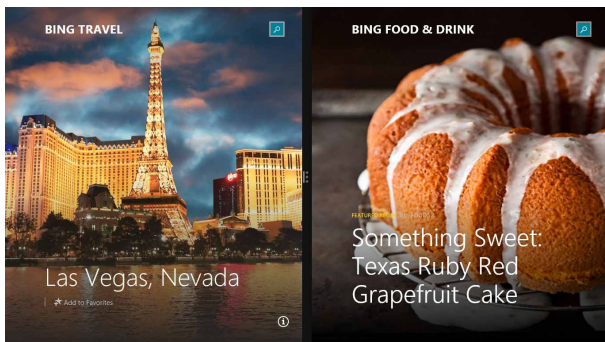 BING TRAVEL
Las Vegas, Nevada
Add to Favorites
BING FOOD & DRINK
Something Sweet:
Texas Ruby Red
Grapefruit Cake